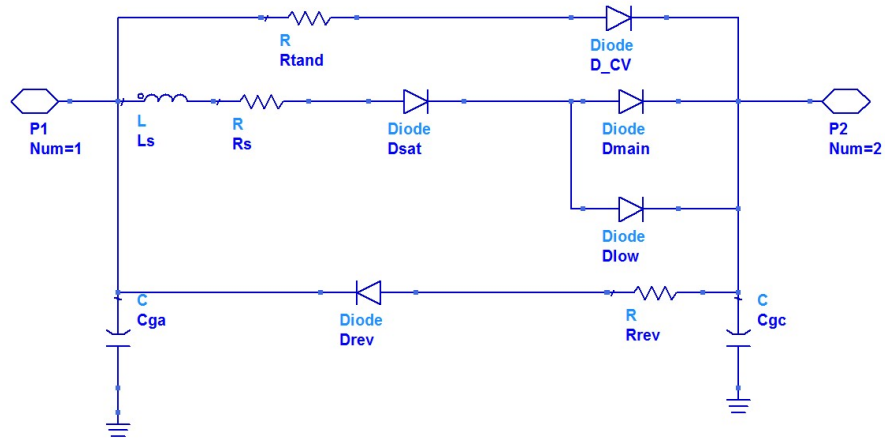 R
Rtand
Diode
D_CV
P1
Num=1
L
Ls
R
Rs
Diode
Dsat
Diode
Dmain
P2
Num=2
Diode
Dlow
C
Cga
Diode
Drev
R
Rrev
C
Cgc